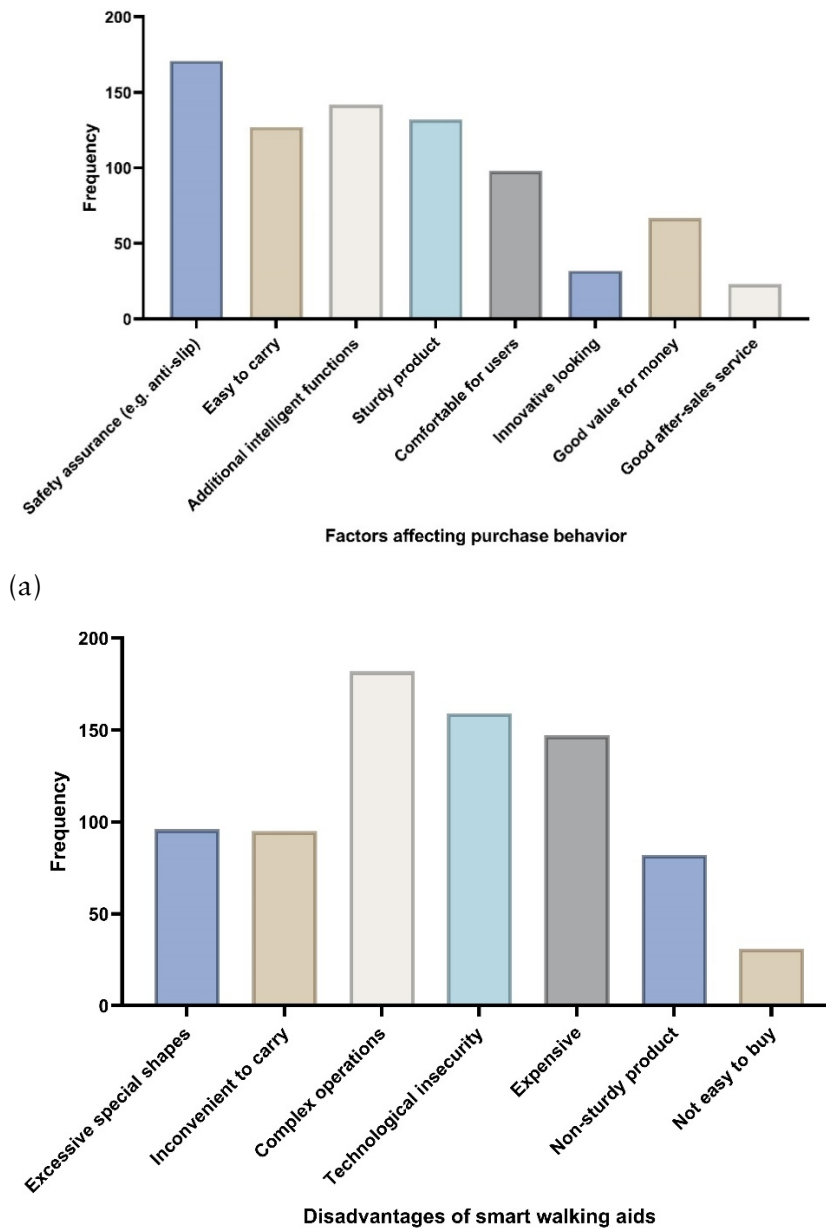 200
150
100
50
0
Frequency
Safety assurance (e.g. anti-slip)
Easy to carry
Additional intelligent functions
Sturdy product
Comfortable for users
Innovative looking
Good value for money
Good after-sales service
Factors affecting purchase behavior
(a)
200
150
100
50
0
Frequency
Excessive special shapes
Inconvenient to carry
Complex operations
Technological insecurity
Expensive
Non-sturdy product
Not easy to buy
Disadvantages of smart walking aids